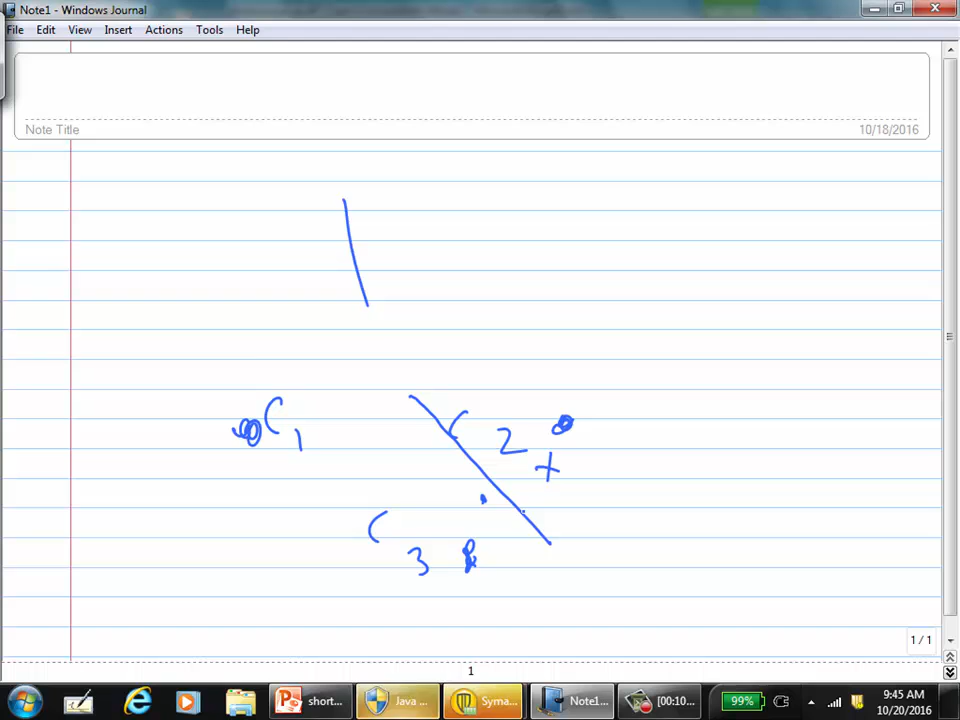 Note1 - Windows Journal
File Edit View Insert Actions Tools Help
Note Title
10/18/2016
C1
C2
+
C3
1 / 1
1
short...
Java ...
Syma...
Note1...
[00:10...
99%
9:45 AM
10/20/2016